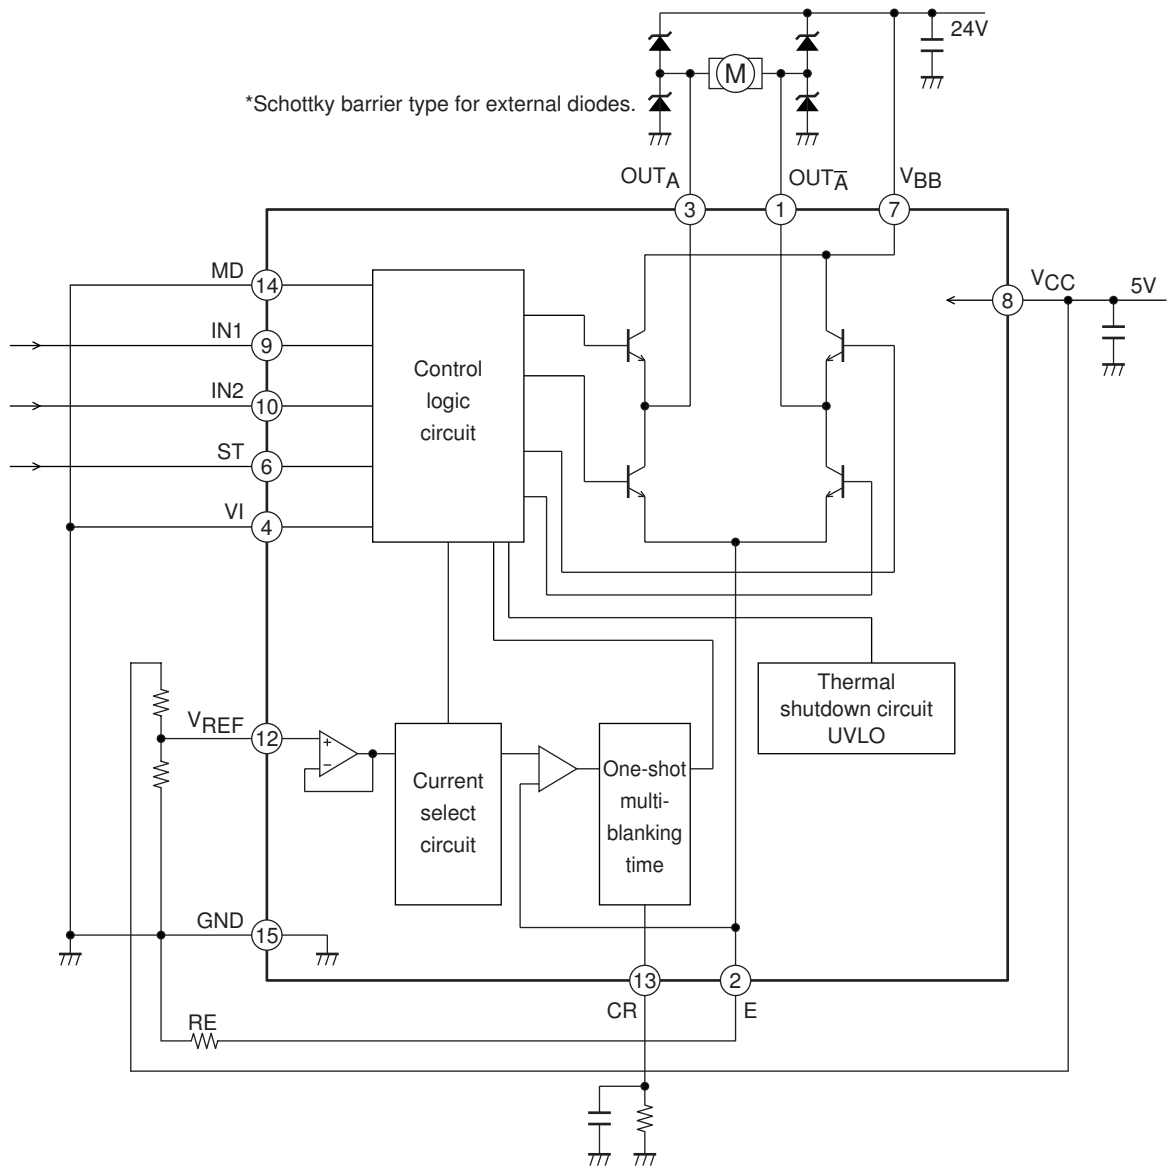 24V
M
*Schottky barrier type for external diodes.
OUTA
OUTA̅
VBB
3
1
7
MD
14
VCC
5V
8
IN1
9
IN2
10
ST
6
VI
4
Control
logic
circuit
Thermal
shutdown circuit
UVLO
VREF
12
+
−
Current
select
circuit
One-shot
multi-
blanking
time
GND
15
13
2
CR
E
RE